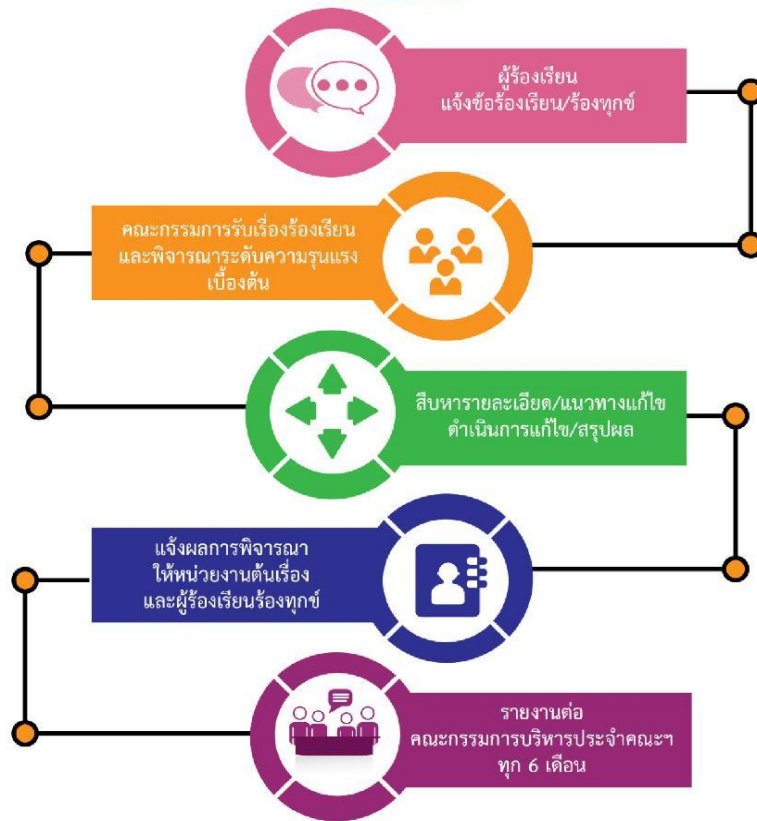 ผู้ร้องเรียน
แจ้งข้อร้องเรียน/ร้องทุกข์
คณะกรรมการรับเรื่องร้องเรียน
และพิจารณาระดับความรุนแรง
เบื้องต้น
สืบหารายละเอียด/แนวทางแก้ไข
ดำเนินการแก้ไข/สรุปผล
แจ้งผลการพิจารณา
ให้หน่วยงานต้นเรื่อง
และผู้ร้องเรียนร้องทุกข์
รายงานต่อ
คณะกรรมการบริหารประจำคณะฯ
ทุก 6 เดือน